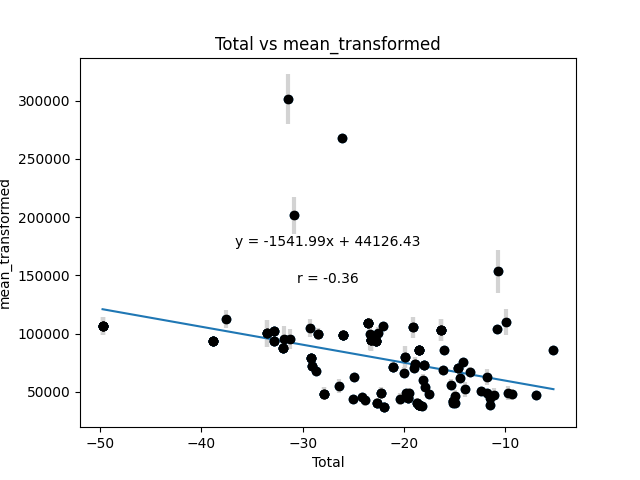 Total vs mean_transformed
300000
250000
200000
150000
100000
50000
mean_transformed
y = -1541.99x + 44126.43
r = -0.36
−50
−40
−30
−20
−10
Total